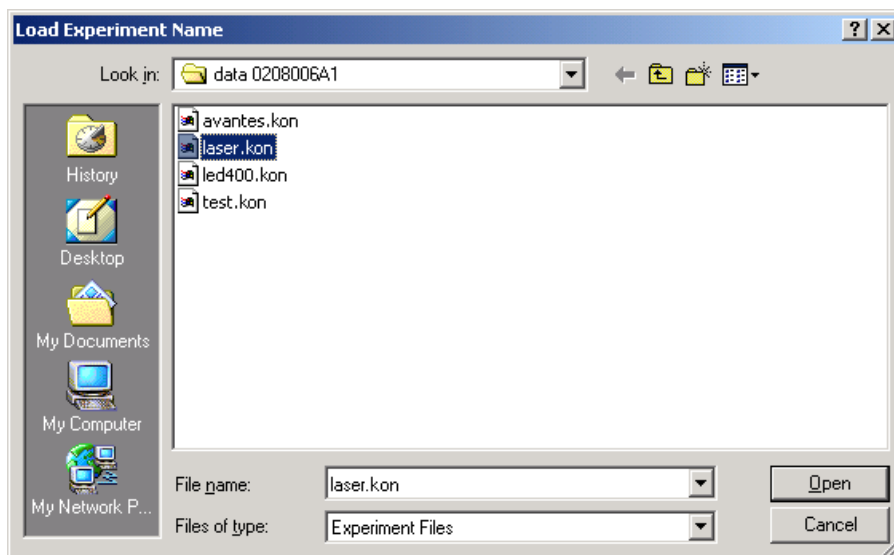 Load Experiment Name
Look in: data 0208006A1
avantes.kon
laser.kon
led400.kon
test.kon
History
Desktop
My Documents
My Computer
My Network P...
File name: laser.kon Open
Files of type: Experiment Files Cancel